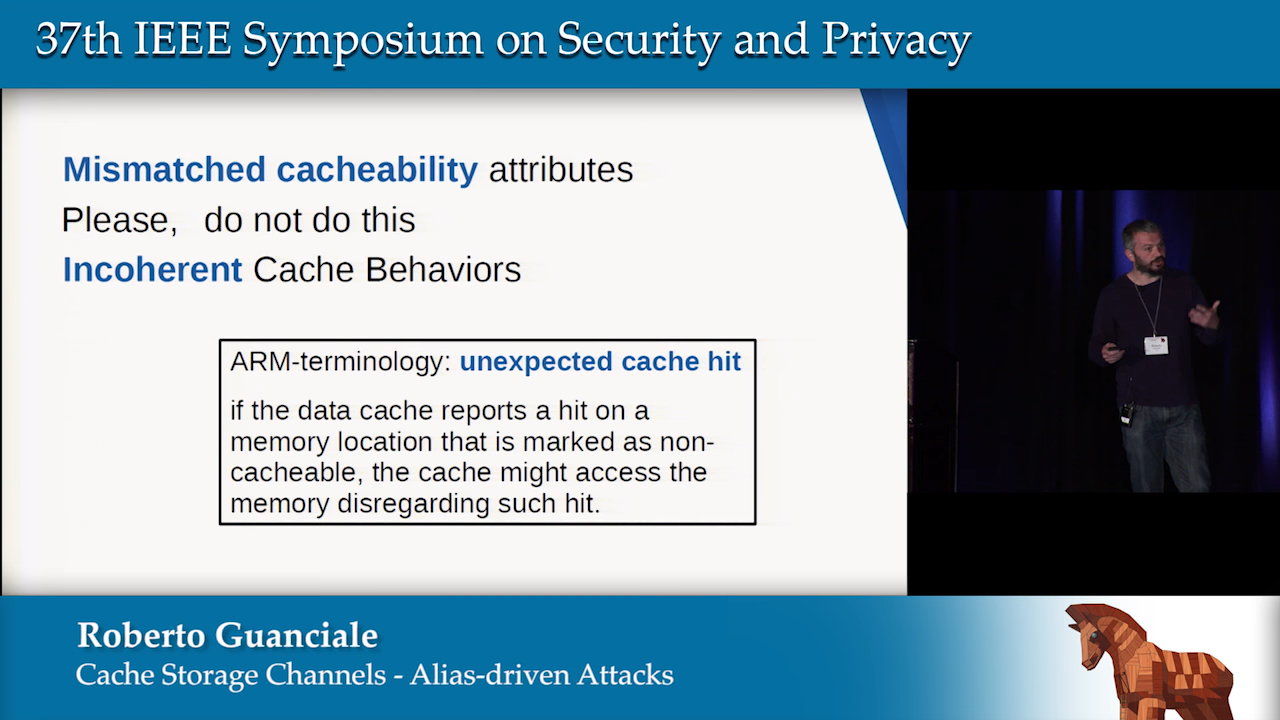 37th IEEE Symposium on Security and Privacy
Mismatched cacheability attributes
Please, do not do this
Incoherent Cache Behaviors
ARM-terminology: unexpected cache hit
if the data cache reports a hit on a
memory location that is marked as non-
cacheable, the cache might access the
memory disregarding such hit.
Roberto Guanciale
Cache Storage Channels - Alias-driven Attacks